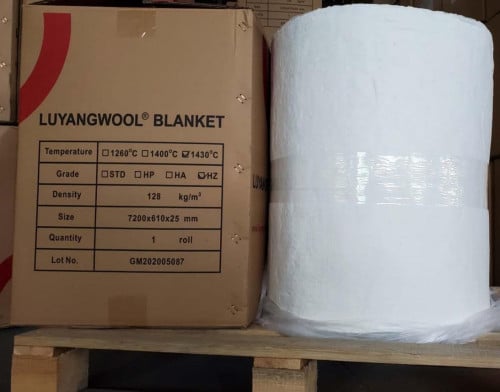 LUYANGWOOL® BLANKET
Temperature ☐1260°C ☐1400°C ☑1430°C
Grade ☐STD ☐HP ☐HA ☑HZ
Density 128 kg/m³
Size 7200x610x25 mm
Quantity 1 roll
Lot No. GM202005087